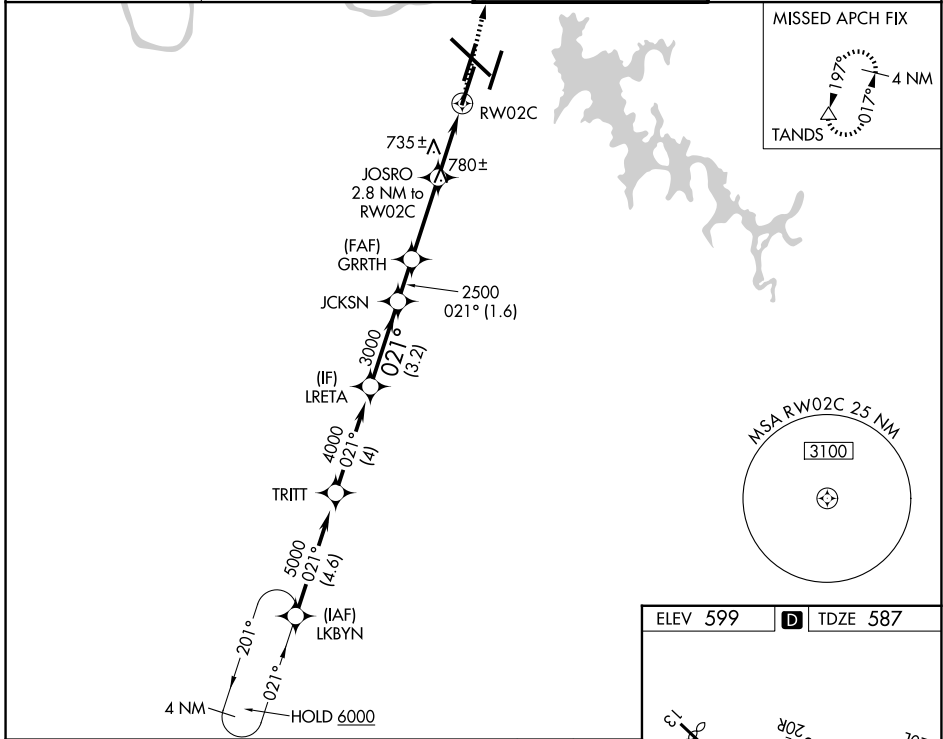 MISSED APCH FIX
197°
017°
4 NM
TANDS
RW02C
735±
780±
JOSRO
2.8 NM to
RW02C
(FAF)
GRRTH
JCKSN
2500
021° (1.6)
3000
021°
(3.2)
(IF)
LRETA
4000
021°
(4)
TRITT
5000
021°
(4.6)
(IAF)
LKBYN
201°
021°
4 NM
HOLD 6000
MSA RW02C 25 NM
3100
ELEV 599 D TDZE 587
13
20R